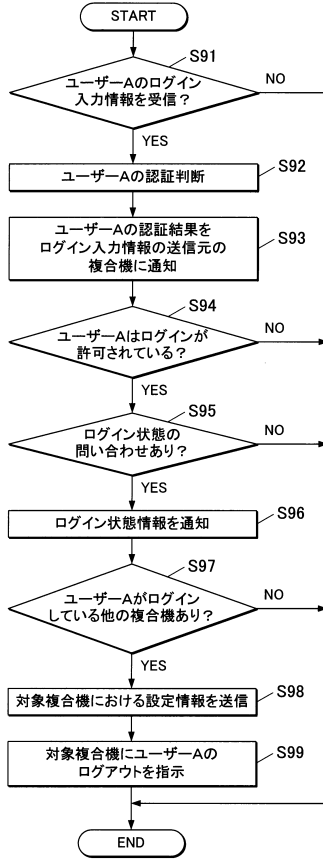 START
S91
ユーザーAのログイン
入力情報を受信？
NO
YES
S92
ユーザーAの認証判断
S93
ユーザーAの認証結果を
ログイン入力情報の送信元の
複合機に通知
S94
ユーザーAはログインが
許可されている？
NO
YES
S95
ログイン状態の
問い合わせあり？
NO
YES
S96
ログイン状態情報を通知
S97
ユーザーAがログイン
している他の複合機あり？
NO
YES
S98
対象複合機における設定情報を送信
S99
対象複合機にユーザーAの
ログアウトを指示
END